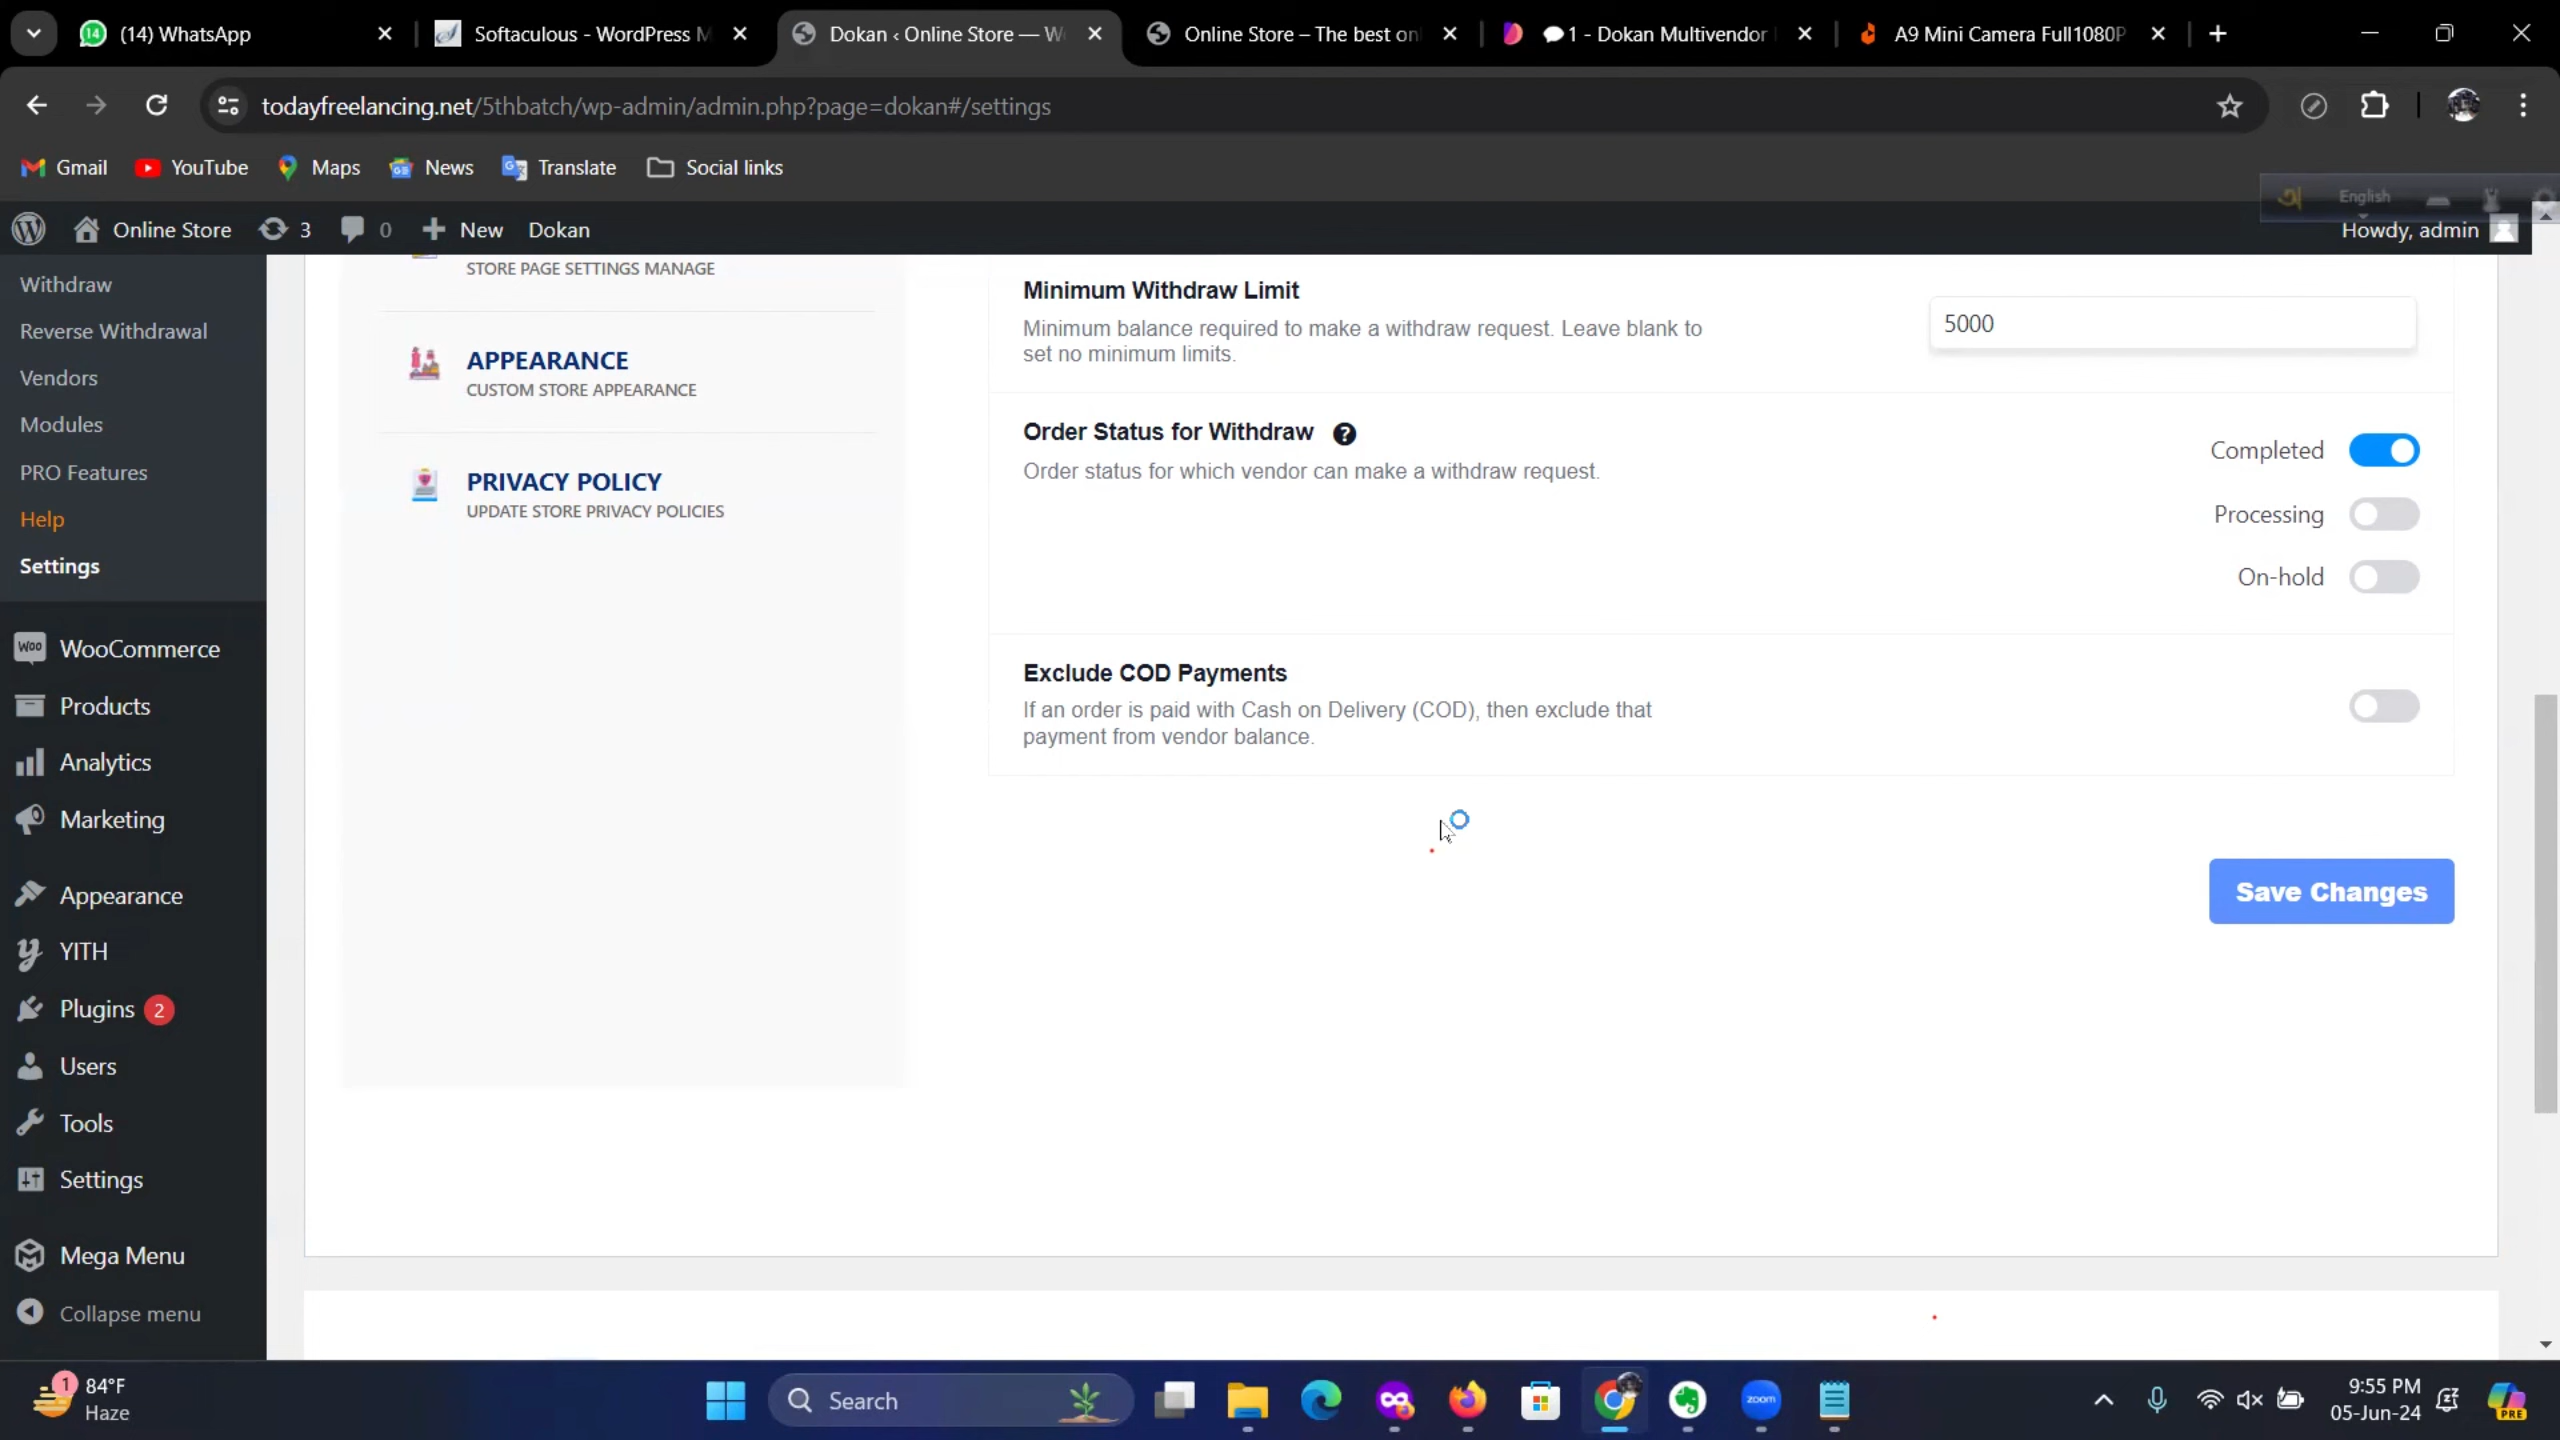 (14) WhatsApp
Softaculous - WordPress M
Dokan ‹ Online Store — W
Online Store – The best onl
1 - Dokan Multivendor
A9 Mini Camera Full1080P
todayfreelancing.net/5thbatch/wp-admin/admin.php?page=dokan#/settings
Gmail
YouTube
Maps
News
Translate
Social links
English
Online Store
3
0
New
Dokan
Howdy, admin
Withdraw
Reverse Withdrawal
Vendors
Modules
PRO Features
Help
Settings
WooCommerce
Products
Analytics
Marketing
Appearance
YITH
Plugins 2
Users
Tools
Settings
Mega Menu
Collapse menu
STORE PAGE SETTINGS MANAGE
APPEARANCE
CUSTOM STORE APPEARANCE
PRIVACY POLICY
UPDATE STORE PRIVACY POLICIES
Minimum Withdraw Limit
Minimum balance required to make a withdraw request. Leave blank to
set no minimum limits.
5000
Order Status for Withdraw ?
Order status for which vendor can make a withdraw request.
Completed
Processing
On-hold
Exclude COD Payments
If an order is paid with Cash on Delivery (COD), then exclude that
payment from vendor balance.
Save Changes
1
84°F
Haze
Search
zoom
9:55 PM
05-Jun-24
PRE